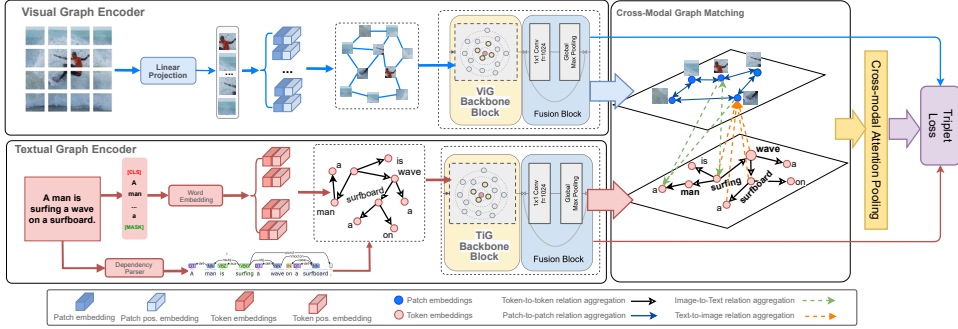 Visual Graph Encoder
Linear
Projection
...
...
ViG
Backbone
Block
1x1 Conv
f=1024
Global
Max Pooling
Fusion Block
Cross-Modal Graph Matching
wave
is
a
a
man
surfing
surfboard
on
a
Cross-modal Attention Pooling
Triplet
Loss
Textual Graph Encoder
A man is
surfing a wave
on a surfboard.
[CLS]
A
man
...
a
[MASK]
Word
Embedding
...
Dependency
Parser
A man is surfing a wave on a surfboard .
is
a
wave
surfboard
man
a
on
TiG
Backbone
Block
1x1 Conv
f=1024
Global
Max Pooling
Fusion Block
Patch embedding
Patch pos. embedding
Token embeddings
Token pos. embedding
Patch embeddings
Token embeddings
Token-to-token relation aggregation
Patch-to-patch relation aggregation
Image-to-Text relation aggregation
Text-to-image relation aggregation